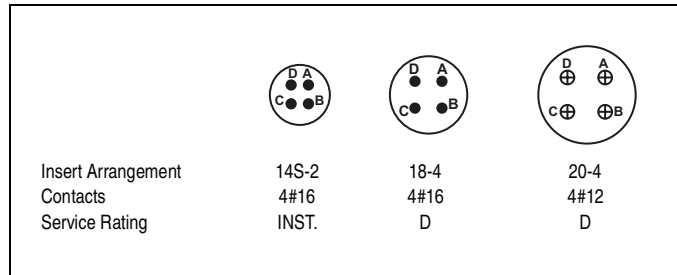 D A D A D A
C B C B C B
Insert Arrangement 14S-2 18-4 20-4
Contacts 4#16 4#16 4#12
Service Rating INST. D D